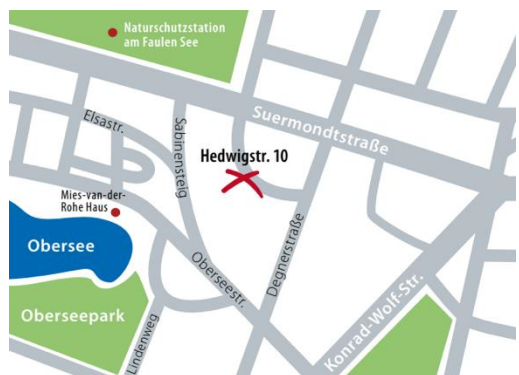 Naturschutzstation
am Faulen See
Elsastr.
Sabinensteig
Suermondtstraße
Hedwigstr. 10
Mies-van-der-
Rohe Haus
Obersee
Oberseestr.
Degnerstraße
Oberseepark
Lindenweg
Konrad-Wolf-Str.